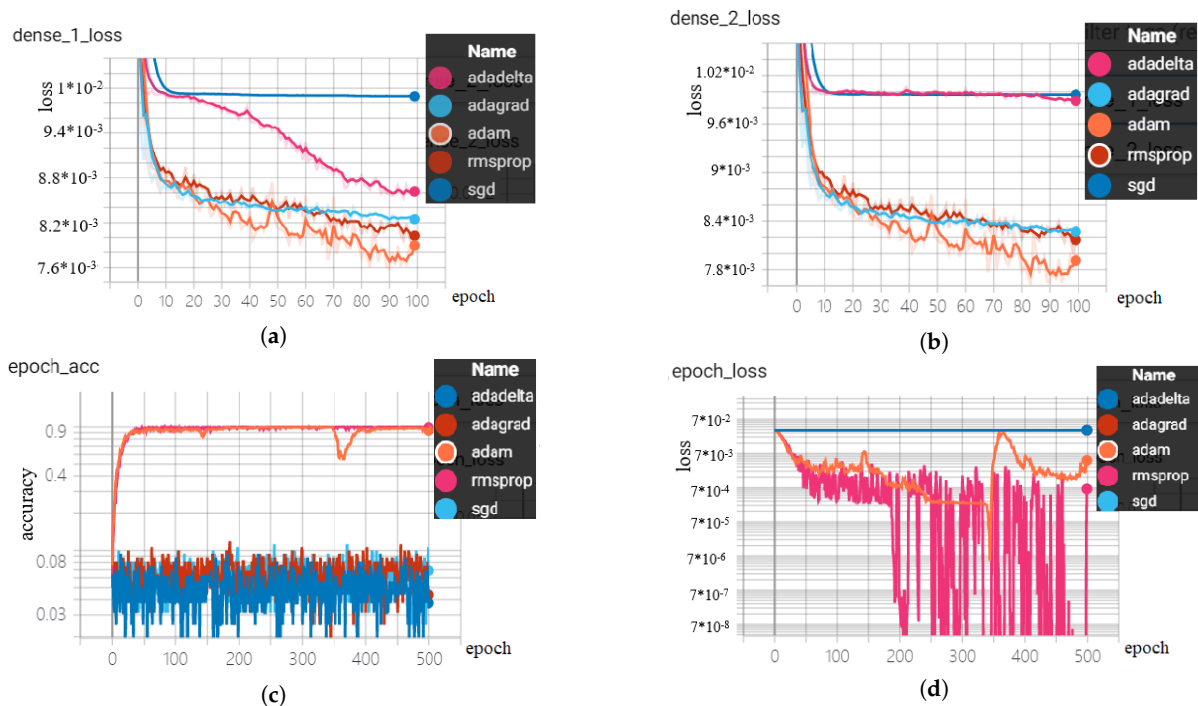 dense_1_loss
loss
1*10⁻²
9.4*10⁻³
8.8*10⁻³
8.2*10⁻³
7.6*10⁻³
0 10 20 30 40 50 60 70 80 90 100
epoch
Name
adadelta
adagrad
adam
rmsprop
sgd
(a)
dense_2_loss
loss
1.02*10⁻²
9.6*10⁻³
9*10⁻³
8.4*10⁻³
7.8*10⁻³
0 10 20 30 40 50 60 70 80 90 100
epoch
Name
adadelta
adagrad
adam
rmsprop
sgd
(b)
epoch_acc
accuracy
0.9
0.4
0.08
0.03
0 100 200 300 400 500
epoch
Name
adadelta
adagrad
adam
rmsprop
sgd
(c)
epoch_loss
loss
7*10⁻²
7*10⁻³
7*10⁻⁴
7*10⁻⁵
7*10⁻⁶
7*10⁻⁷
7*10⁻⁸
0 100 200 300 400 500
epoch
Name
adadelta
adagrad
adam
rmsprop
sgd
(d)